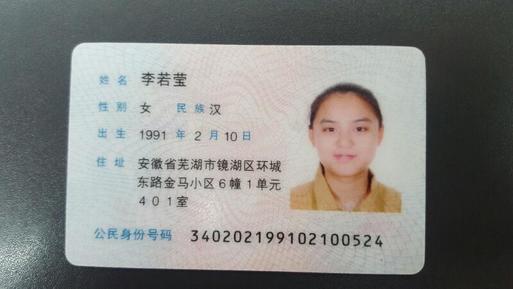 姓名 李若莹
性别 女 民族 汉
出生 1991 年 2 月 10 日
住址 安徽省芜湖市镜湖区环城
东路金马小区6幢1单元
401室
公民身份号码 340202199102100524